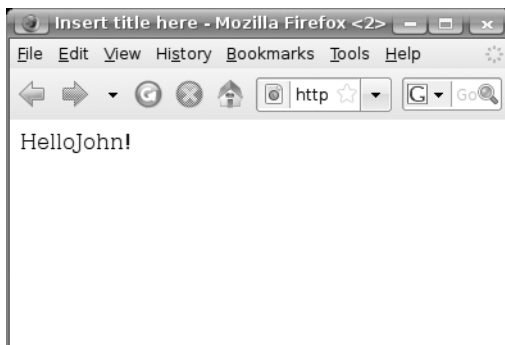 Insert title here - Mozilla Firefox <2>
File Edit View History Bookmarks Tools Help
http G Go
HelloJohn!